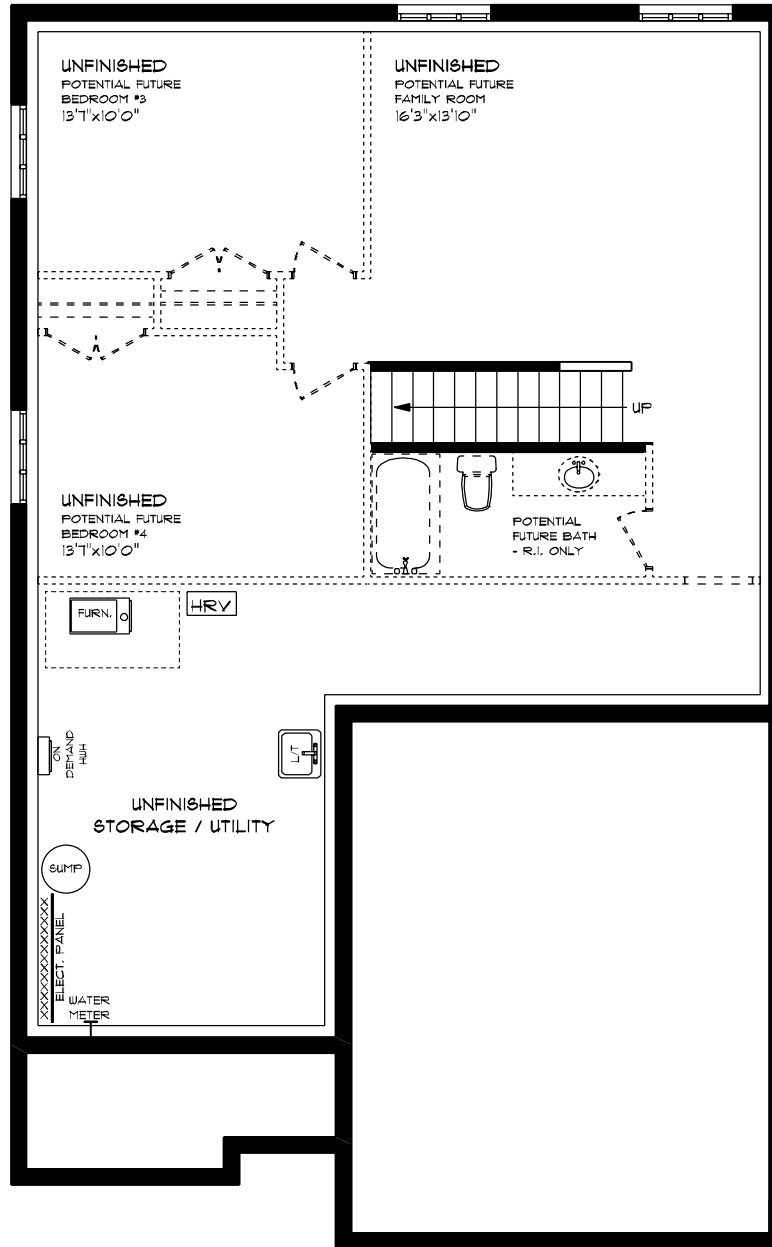 UNFINISHED
POTENTIAL FUTURE
BEDROOM #3
13'7"x10'0"
UNFINISHED
POTENTIAL FUTURE
FAMILY ROOM
16'3"x13'10"
UP
UNFINISHED
POTENTIAL FUTURE
BEDROOM #4
13'7"x10'0"
POTENTIAL
FUTURE BATH
- R.I. ONLY
FURN.
HRV
ON
DEMAND
HWH
L/T
UNFINISHED
STORAGE / UTILITY
SUMP
ELECT. PANEL
WATER
METER